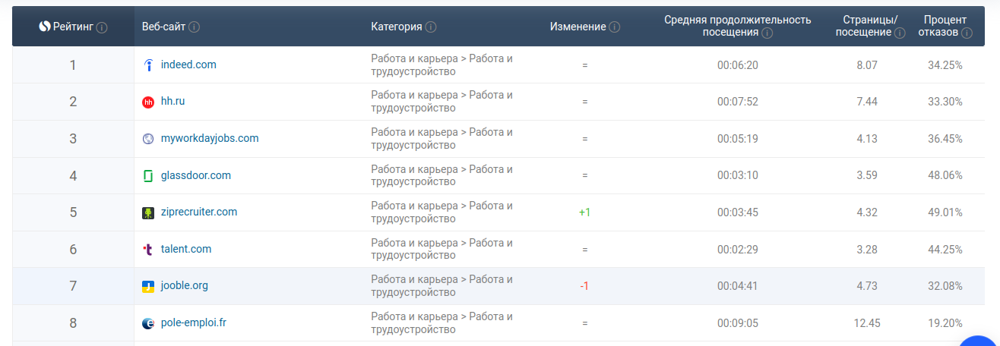 Рейтинг Веб-сайт Категория Изменение Средняя продолжительность посещения Страницы/посещение Процент отказов
1 indeed.com Работа и карьера > Работа и трудоустройство = 00:06:20 8.07 34.25%
2 hh.ru Работа и карьера > Работа и трудоустройство = 00:07:52 7.44 33.30%
3 myworkdayjobs.com Работа и карьера > Работа и трудоустройство = 00:05:19 4.13 36.45%
4 glassdoor.com Работа и карьера > Работа и трудоустройство = 00:03:10 3.59 48.06%
5 ziprecruiter.com Работа и карьера > Работа и трудоустройство +1 00:03:45 4.32 49.01%
6 talent.com Работа и карьера > Работа и трудоустройство = 00:02:29 3.28 44.25%
7 jooble.org Работа и карьера > Работа и трудоустройство -1 00:04:41 4.73 32.08%
8 pole-emploi.fr Работа и карьера > Работа и трудоустройство = 00:09:05 12.45 19.20%